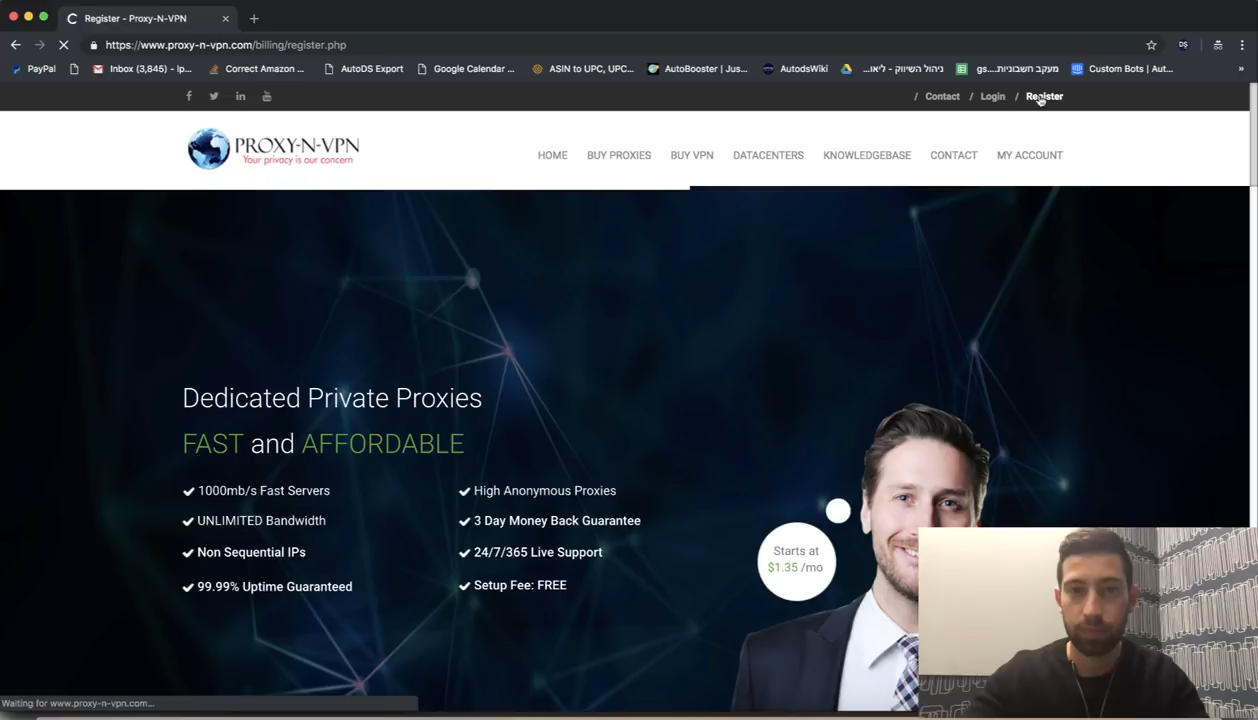 Register - Proxy-N-VPN
https://www.proxy-n-vpn.com/billing/register.php
PayPal
Inbox (3,845) - lp...
Correct Amazon ...
AutoDS Export
Google Calendar ...
ASIN to UPC, UPC...
AutoBooster | Jus...
AutodsWiki
ניהול השיווק - ליאו...
מעקב חשבוניות....gs
Custom Bots | Aut...
»
/ Contact / Login / Register
PROXY-N-VPN
Your privacy is our concern
HOME BUY PROXIES BUY VPN DATACENTERS KNOWLEDGEBASE CONTACT MY ACCOUNT
Dedicated Private Proxies
FAST and AFFORDABLE
1000mb/s Fast Servers
High Anonymous Proxies
UNLIMITED Bandwidth
3 Day Money Back Guarantee
Non Sequential IPs
24/7/365 Live Support
99.99% Uptime Guaranteed
Setup Fee: FREE
Starts at
$1.35 /mo
Waiting for www.proxy-n-vpn.com...